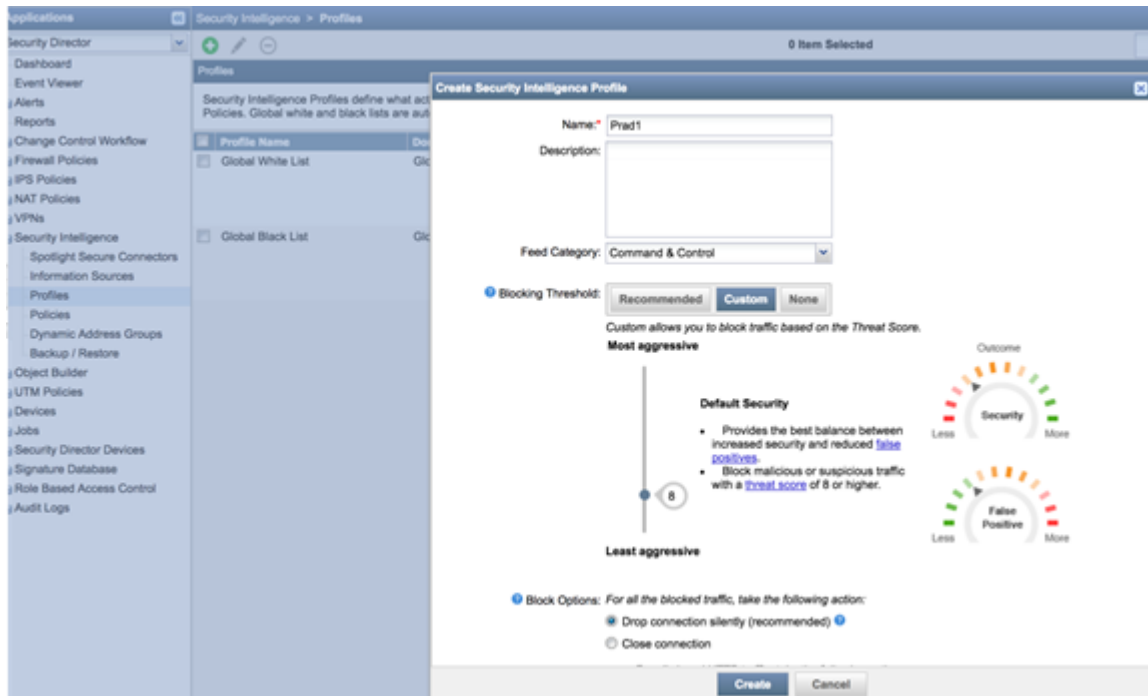 Applications
Security Intelligence > Profiles
Security Director
0 Item Selected
Dashboard
Event Viewer
Alerts
Reports
Change Control Workflow
Firewall Policies
IPS Policies
NAT Policies
VPNs
Security Intelligence
Spotlight Secure Connectors
Information Sources
Profiles
Policies
Dynamic Address Groups
Backup / Restore
Object Builder
UTM Policies
Devices
Jobs
Security Director Devices
Signature Database
Role Based Access Control
Audit Logs
Profiles
Security Intelligence Profiles define what act
Policies. Global white and black lists are aut
Profile Name
Do
Global White List
Glo
Global Black List
Glo
Create Security Intelligence Profile
Name:* Prad1
Description:
Feed Category: Command & Control
? Blocking Threshold: Recommended Custom None
Custom allows you to block traffic based on the Threat Score.
Most aggressive
Default Security
• Provides the best balance between
increased security and reduced false
positives.
• Block malicious or suspicious traffic
with a threat score of 8 or higher.
8
Least aggressive
Outcome
Security
Less More
False
Positive
Less More
? Block Options: For all the blocked traffic, take the following action:
Drop connection silently (recommended) ?
Close connection
Create Cancel